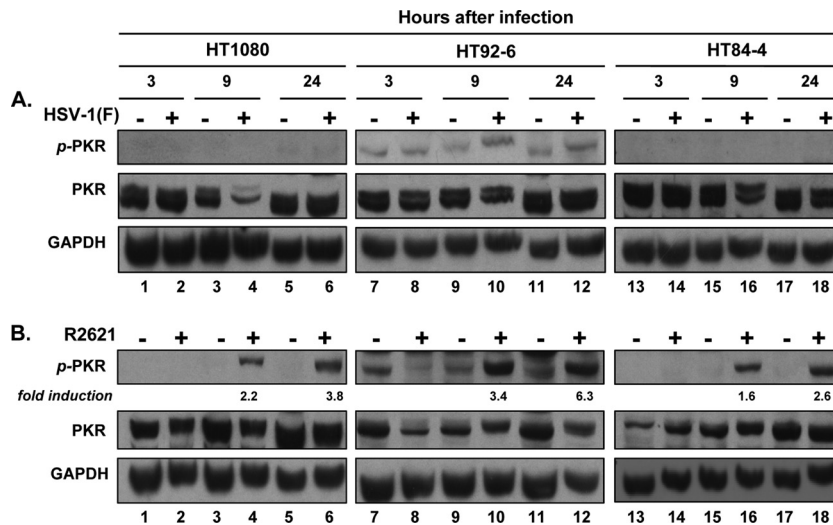 Hours after infection
HT1080 HT92-6 HT84-4
3 9 24 3 9 24 3 9 24
A.
HSV-1(F) - + - + - + - + - + - + - + - + - +
p-PKR
PKR
GAPDH
1 2 3 4 5 6 7 8 9 10 11 12 13 14 15 16 17 18
B.
R2621 - + - + - + - + - + - + - + - + - +
p-PKR
fold induction 2.2 3.8 3.4 6.3 1.6 2.6
PKR
GAPDH
1 2 3 4 5 6 7 8 9 10 11 12 13 14 15 16 17 18